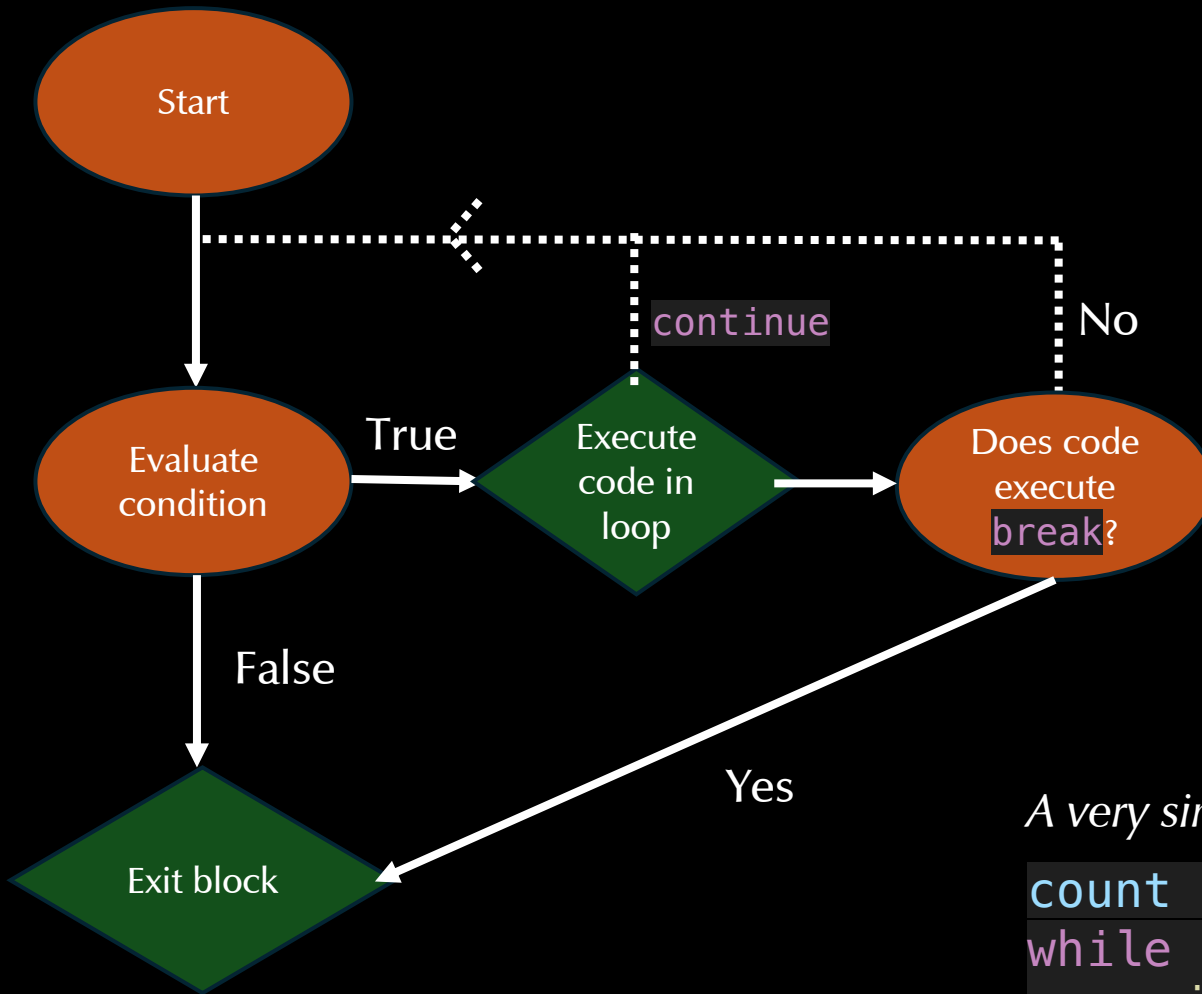 Start
continue
No
True
Evaluate
condition
Execute
code in
loop
Does code
execute
break?
False
Yes
A very
Exit block
count
while